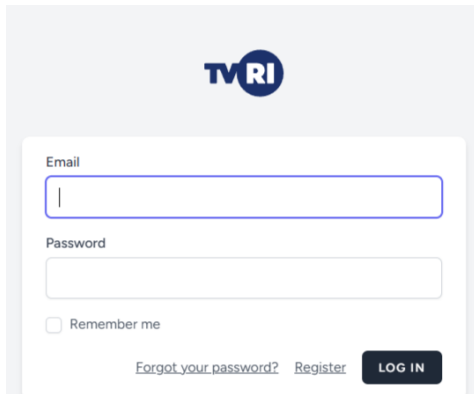 TVRI
Email
Password
Remember me
Forgot your password? Register LOG IN